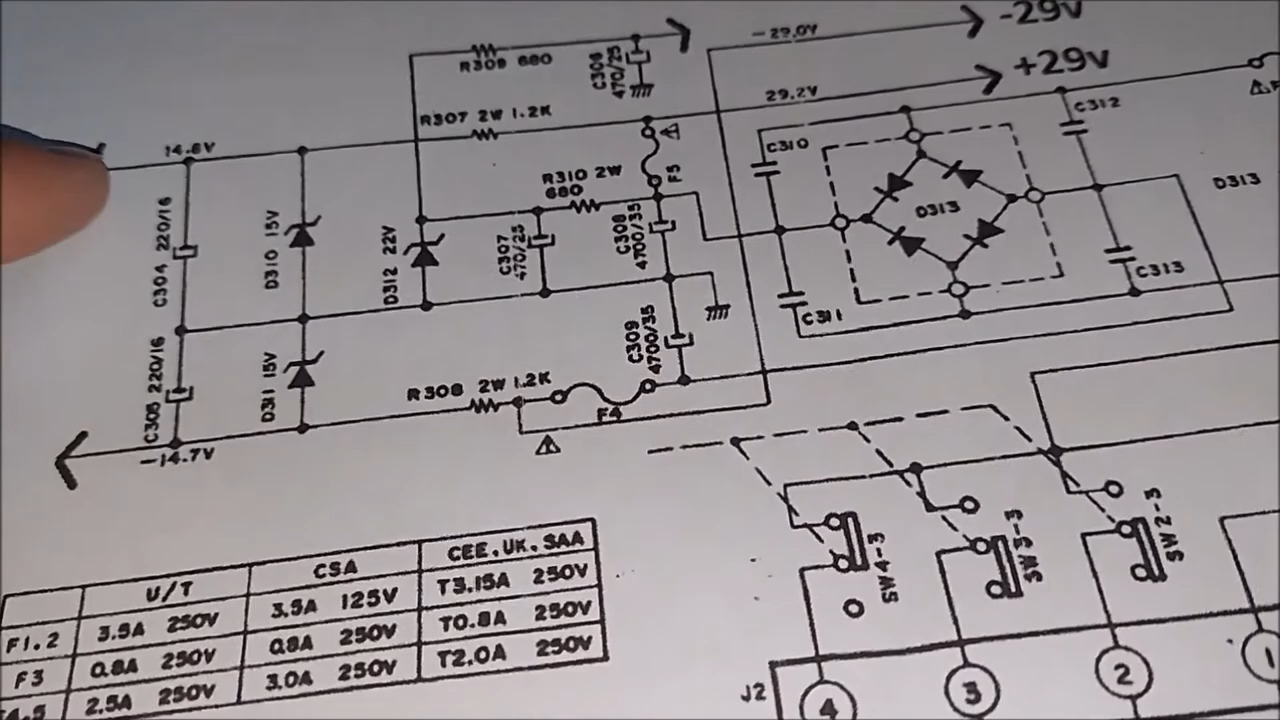 -29v
+29v
-29.0V
29.2V
R309 680
C306
470/25
R307 2W 1.2K
14.8V
R310 2W
680
F5
C310
C312
D313
D313
C304 220/16
D310 15V
D312 22V
C307
470/25
C308
4700/35
C313
C311
C309
4700/35
C305 220/16
D311 15V
R308 2W 1.2K
F4
-14.7V
SW4-3
SW3-3
SW2-3
U/T CSA CEE. UK. SAA
F1.2 3.5A 250V 3.5A 125V T3.15A 250V
F3 0.8A 250V 0.8A 250V T0.8A 250V
4.5 2.5A 250V 3.0A 250V T2.0A 250V
J2 4 3 2 1